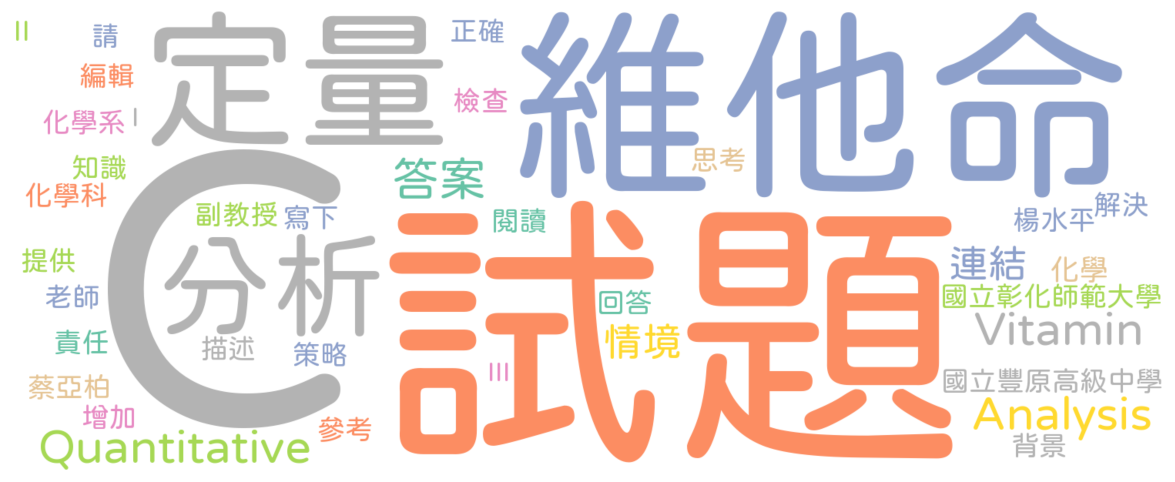 II
請
定量
正確
維他命
編輯
檢查
化學系
I
思考
知識
答案
化學科
C
副教授
寫下
閱讀
試題
解決
楊水平
分析
提供
連結
化學
老師
回答
國立彰化師範大學
Vitamin
責任
描述
策略
情境
III
蔡亞柏
國立豐原高級中學
增加
參考
Analysis
Quantitative
背景